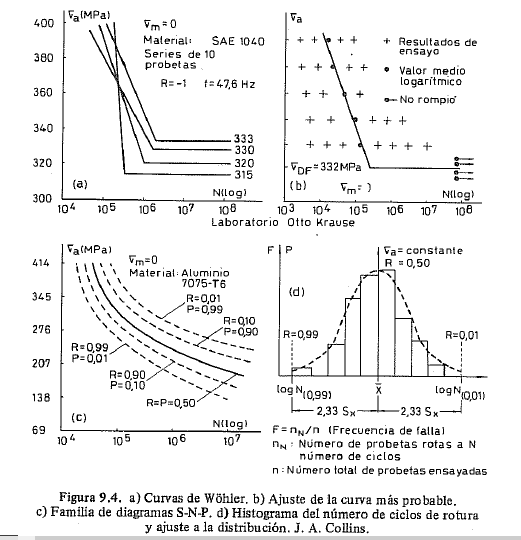 σ̄a(MPa)
σ̄m=0
Material: SAE 1040
Series de 10
probetas
R=-1 f=47,6 Hz
400
380
360
340
320
300
333
330
320
315
(a)
N(log)
10⁴ 10⁵ 10⁶ 10⁷ 10⁸
σ̄a
+ Resultados de
ensayo
Valor medio
logarítmico
No rompió
σ̄DF=332MPa
(b)
σ̄m=
N(log)
10³ 10⁴ 10⁵ 10⁶ 10⁷ 10⁸
Laboratorio Otto Krause
σ̄a(MPa)
σ̄m=0
Material: Aluminio
7075-T6
414
345
276
207
138
69
R=0,01
P=0,99
R=0,10
P=0,90
R=0,99
P=0,01
R=0,90
P=0,10
R=P=0,50
(c)
N(log)
10⁴ 10⁵ 10⁶ 10⁷
F P
σ̄a=constante
R = 0,50
(d)
R=0,99
R=0,01
log N(0,99)
x̄
log N(0,01)
2,33 Sx
2,33 Sx
F=nN/n (Frecuencia de falla)
nN: Número de probetas rotas a N
número de ciclos
n: Número total de probetas ensayadas
Figura 9.4. a) Curvas de Wöhler. b) Ajuste de la curva más probable.
c) Familia de diagramas S-N-P. d) Histograma del número de ciclos de rotura
y ajuste a la distribución. J. A. Collins.